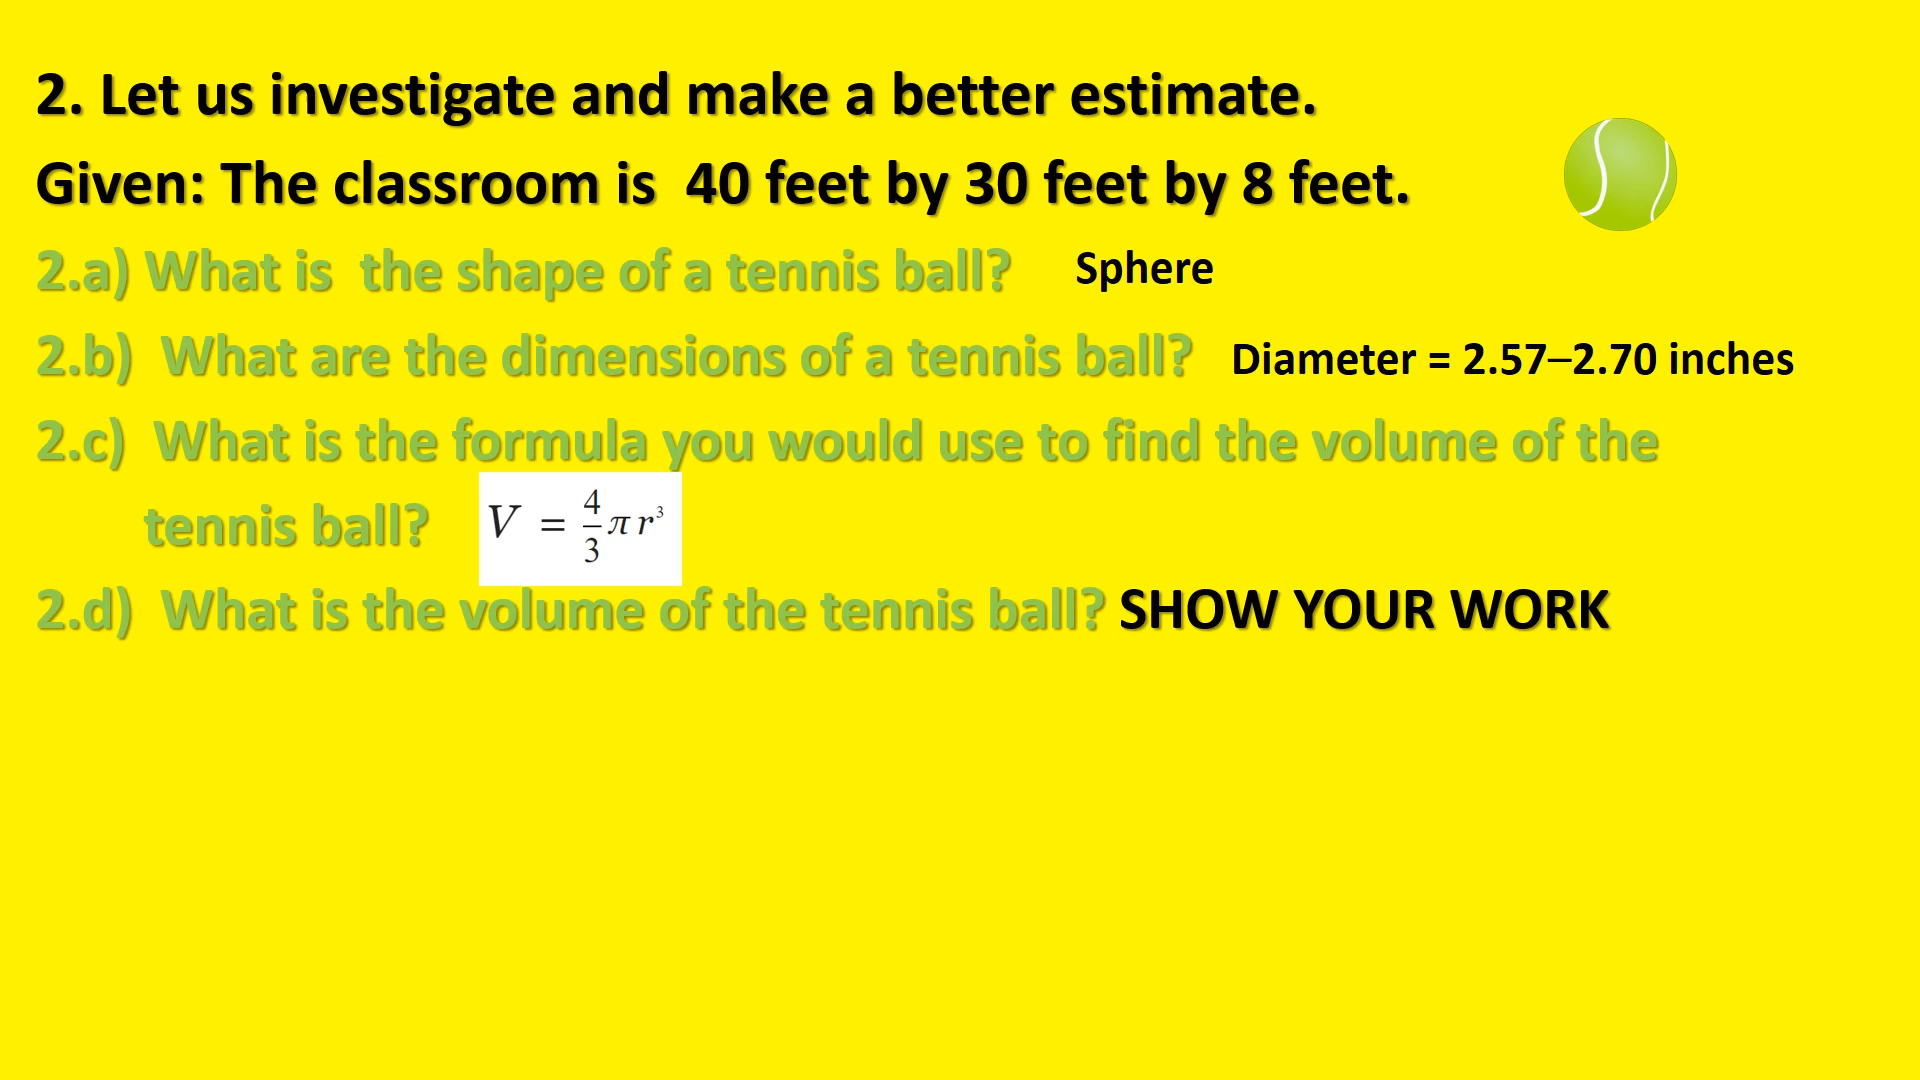 2. Let us investigate and make a better estimate.
Given: The classroom is  40 feet by 30 feet by 8 feet.
2.a) What is  the shape of a tennis ball? Sphere
2.b)  What are the dimensions of a tennis ball? Diameter = 2.57–2.70 inches
2.c)  What is the formula you would use to find the volume of the
tennis ball? V = 4/3 π r³
2.d)  What is the volume of the tennis ball? SHOW YOUR WORK